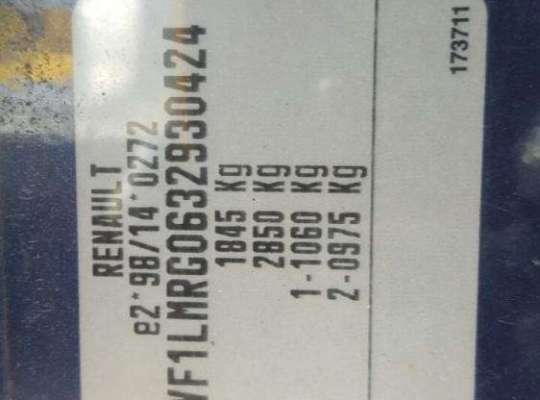 RENAULT
e2*98/14*0272
VF1LMRG0632930424
1845 Kg
2850 Kg
1-1060 Kg
2-0975 Kg
173711